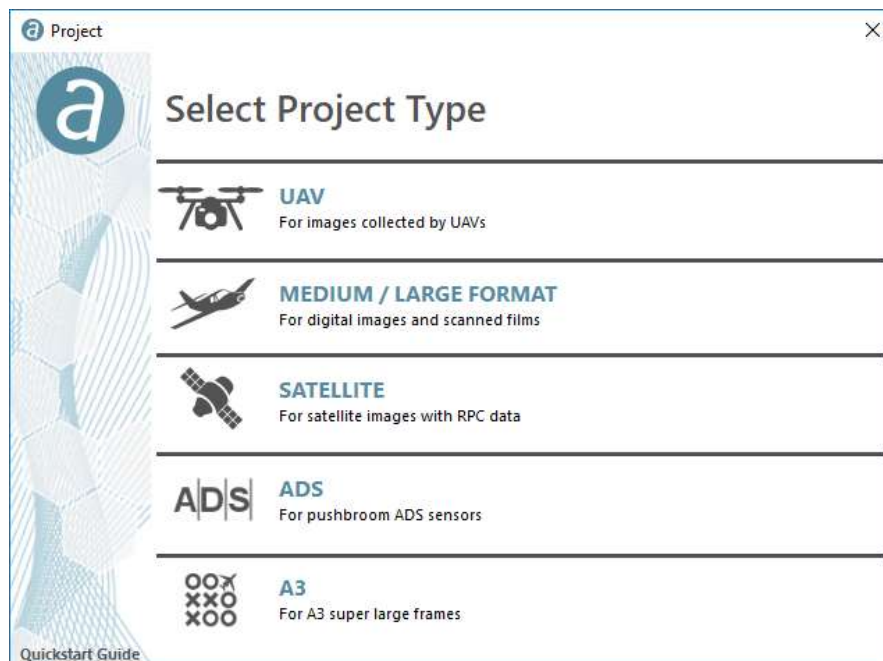 Project
Select Project Type
UAV
For images collected by UAVs
MEDIUM / LARGE FORMAT
For digital images and scanned films
SATELLITE
For satellite images with RPC data
A|D|S|
ADS
For pushbroom ADS sensors
A3
For A3 super large frames
Quickstart Guide